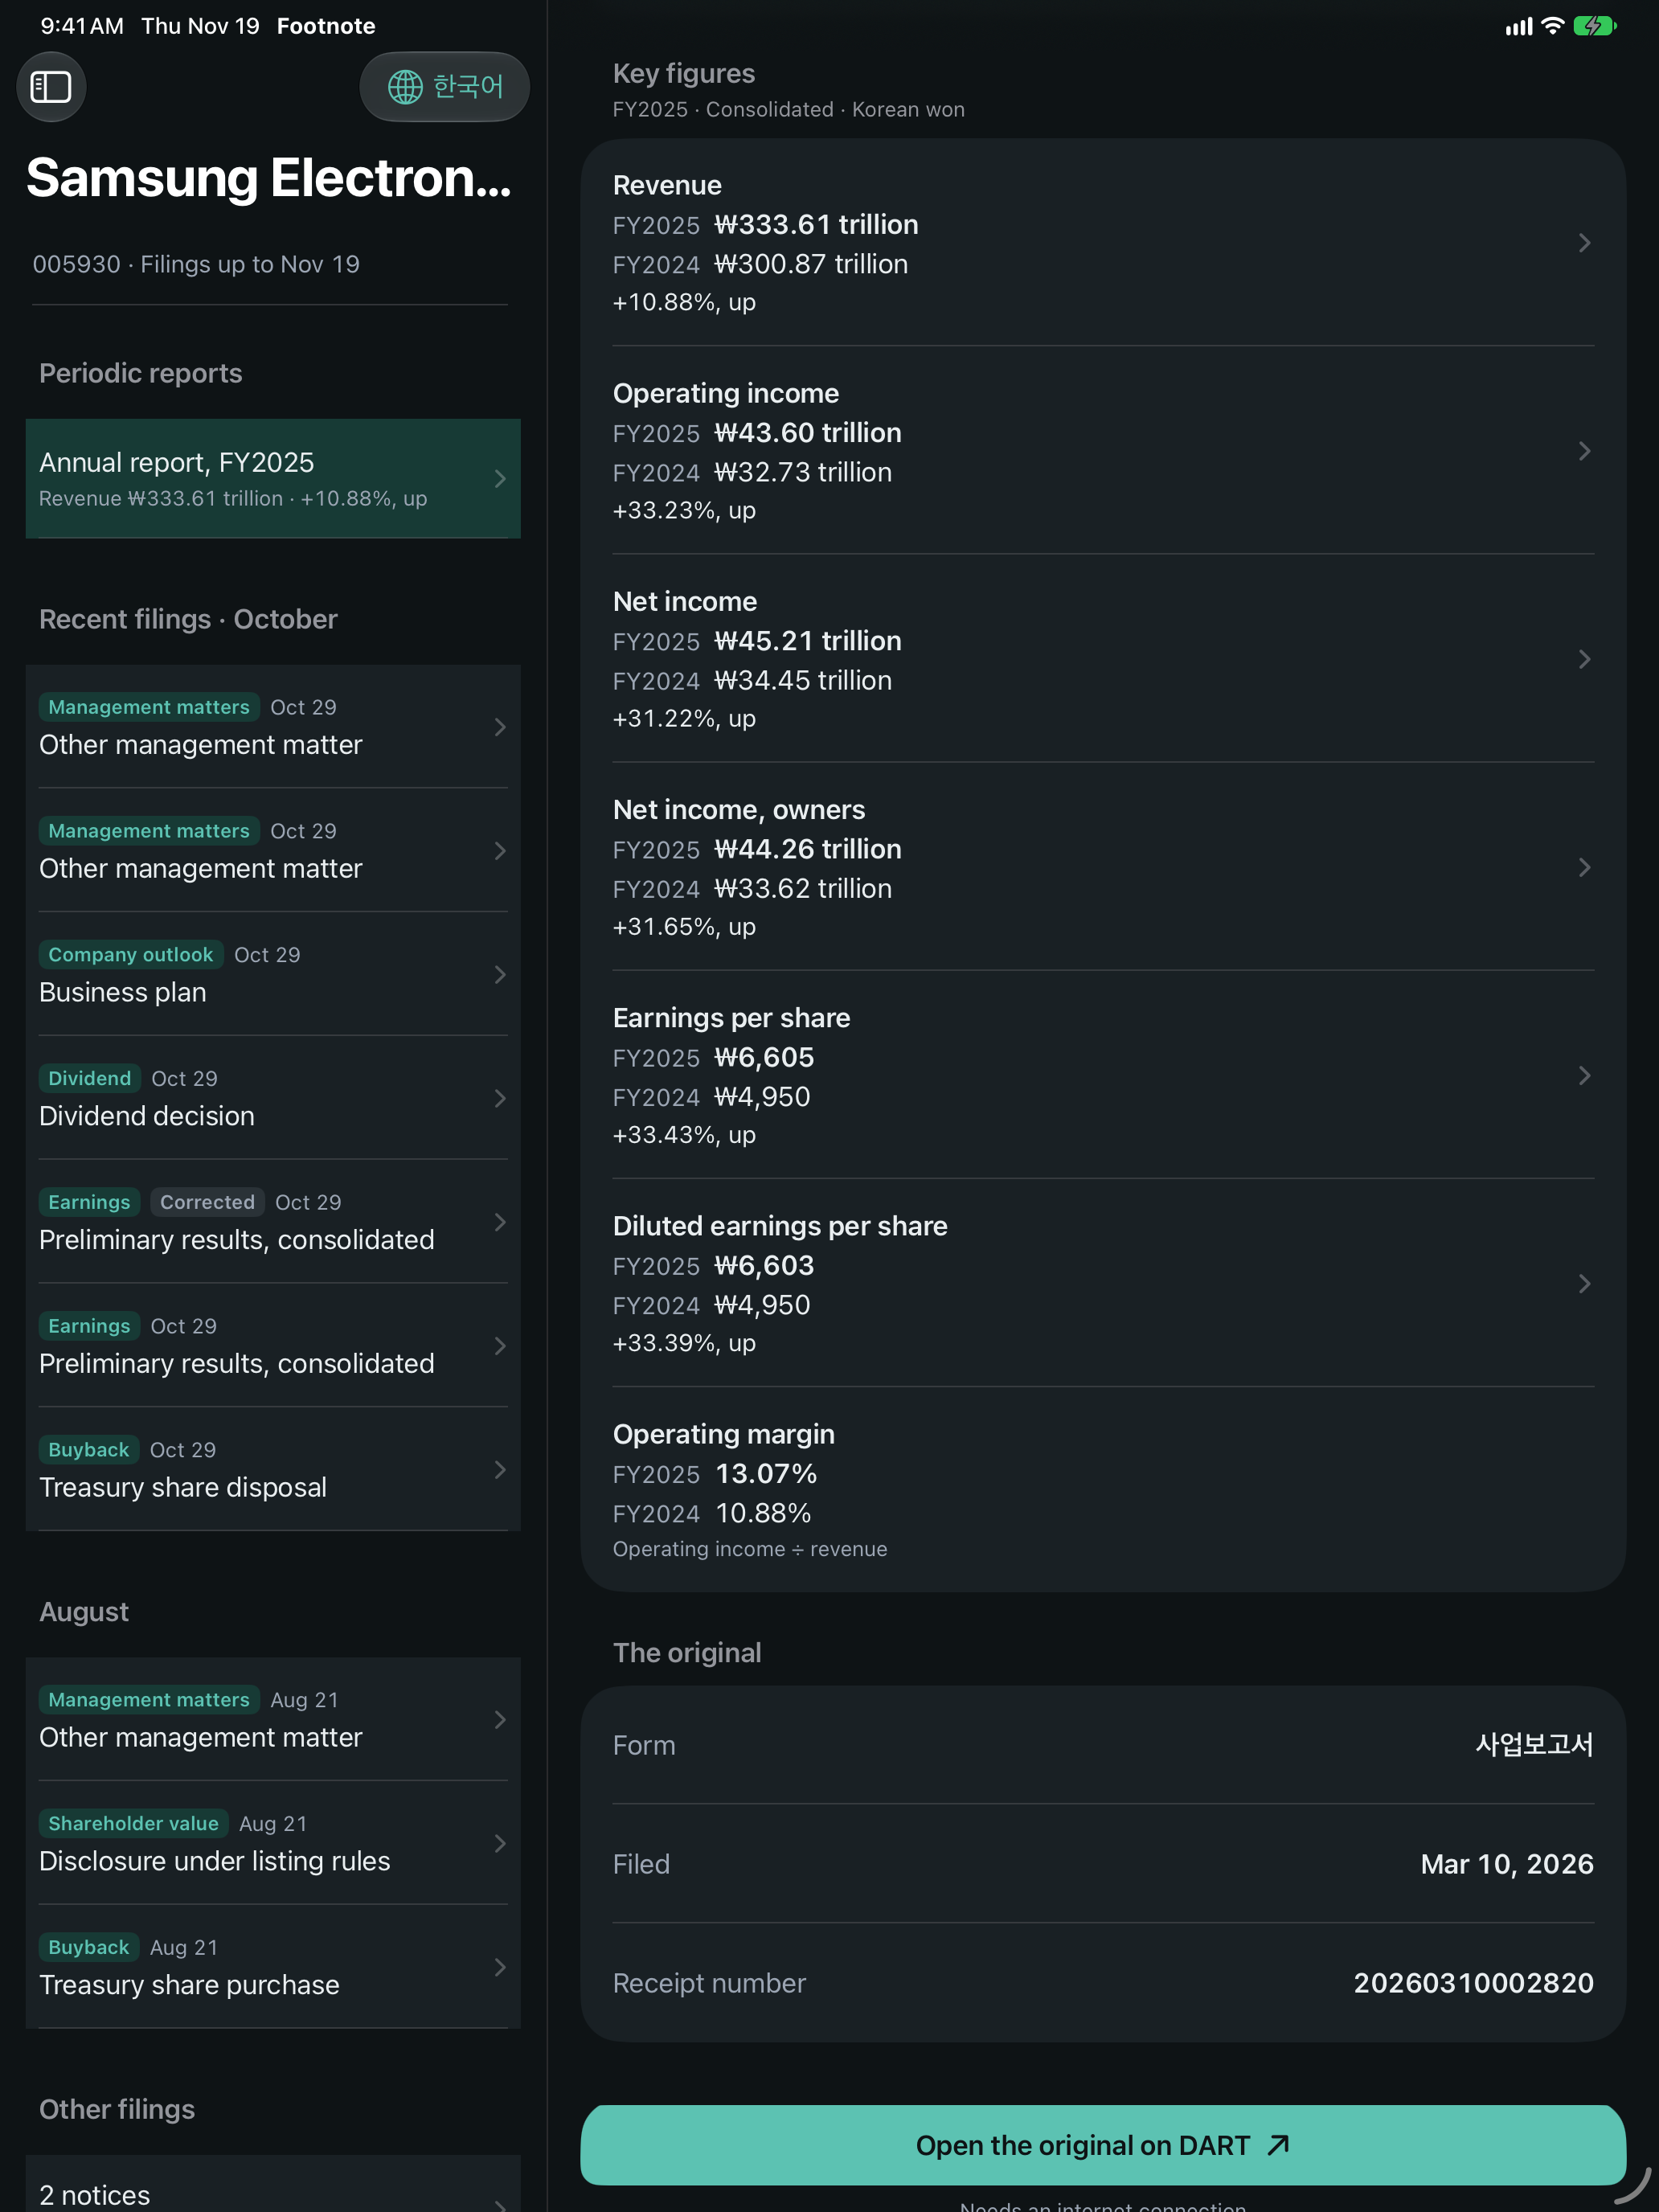 9:41 AM Thu Nov 19 Footnote
한국어
Samsung Electron...
005930 · Filings up to Nov 19
Periodic reports
Annual report, FY2025
Revenue ₩333.61 trillion · +10.88%, up
Recent filings · October
Management matters Oct 29
Other management matter
Management matters Oct 29
Other management matter
Company outlook Oct 29
Business plan
Dividend Oct 29
Dividend decision
Earnings Corrected Oct 29
Preliminary results, consolidated
Earnings Oct 29
Preliminary results, consolidated
Buyback Oct 29
Treasury share disposal
August
Management matters Aug 21
Other management matter
Shareholder value Aug 21
Disclosure under listing rules
Buyback Aug 21
Treasury share purchase
Other filings
2 notices
Key figures
FY2025 · Consolidated · Korean won
Revenue
FY2025 ₩333.61 trillion
FY2024 ₩300.87 trillion
+10.88%, up
Operating income
FY2025 ₩43.60 trillion
FY2024 ₩32.73 trillion
+33.23%, up
Net income
FY2025 ₩45.21 trillion
FY2024 ₩34.45 trillion
+31.22%, up
Net income, owners
FY2025 ₩44.26 trillion
FY2024 ₩33.62 trillion
+31.65%, up
Earnings per share
FY2025 ₩6,605
FY2024 ₩4,950
+33.43%, up
Diluted earnings per share
FY2025 ₩6,603
FY2024 ₩4,950
+33.39%, up
Operating margin
FY2025 13.07%
FY2024 10.88%
Operating income ÷ revenue
The original
Form 사업보고서
Filed Mar 10, 2026
Receipt number 20260310002820
Open the original on DART
Needs an internet connection